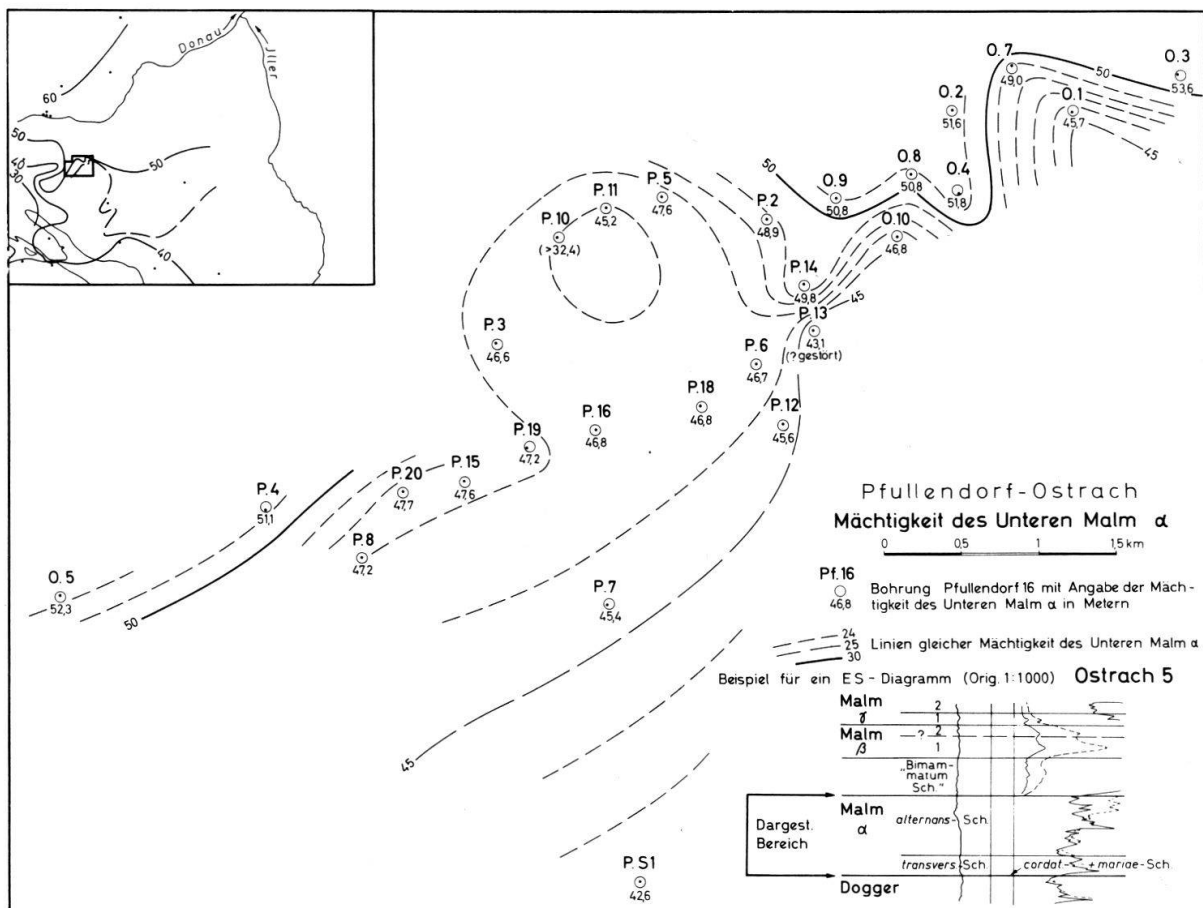 Donau
Iller
60
50
50
40
30
40
O. 7
49,0
50
O. 3
53,6
O. 2
51,6
O. 1
45,7
45
O. 8
50,8
O. 4
51,8
O. 9
50,8
50
O. 10
46,8
P. 5
47,6
P. 11
45,2
P. 10
(>32,4)
P. 2
48,9
P. 14
49,8
45
P. 13
43,1
(? gestört)
P. 3
46,6
P. 6
46,7
P. 18
46,8
P. 12
45,6
P. 16
46,8
P. 19
47,2
P. 15
47,6
P. 20
47,7
P. 4
51,1
P. 8
47,2
O. 5
52,3
50
P. 7
45,4
45
P. S1
42,6
Pfullendorf-Ostrach
Mächtigkeit des Unteren Malm α
0 0,5 1 1,5 km
Pf. 16
46,8
Bohrung Pfullendorf 16 mit Angabe der Mäch-
tigkeit des Unteren Malm α in Metern
24
25
30
Linien gleicher Mächtigkeit des Unteren Malm α
Beispiel für ein ES-Diagramm (Orig. 1:1000) Ostrach 5
Malm γ
2
1
Malm β
? 2
1
„Bimam-
matum
Sch."
Malm α
alternans-Sch.
transvers.-Sch.
cordat.- + mariae-Sch.
Dogger
Dargest.
Bereich